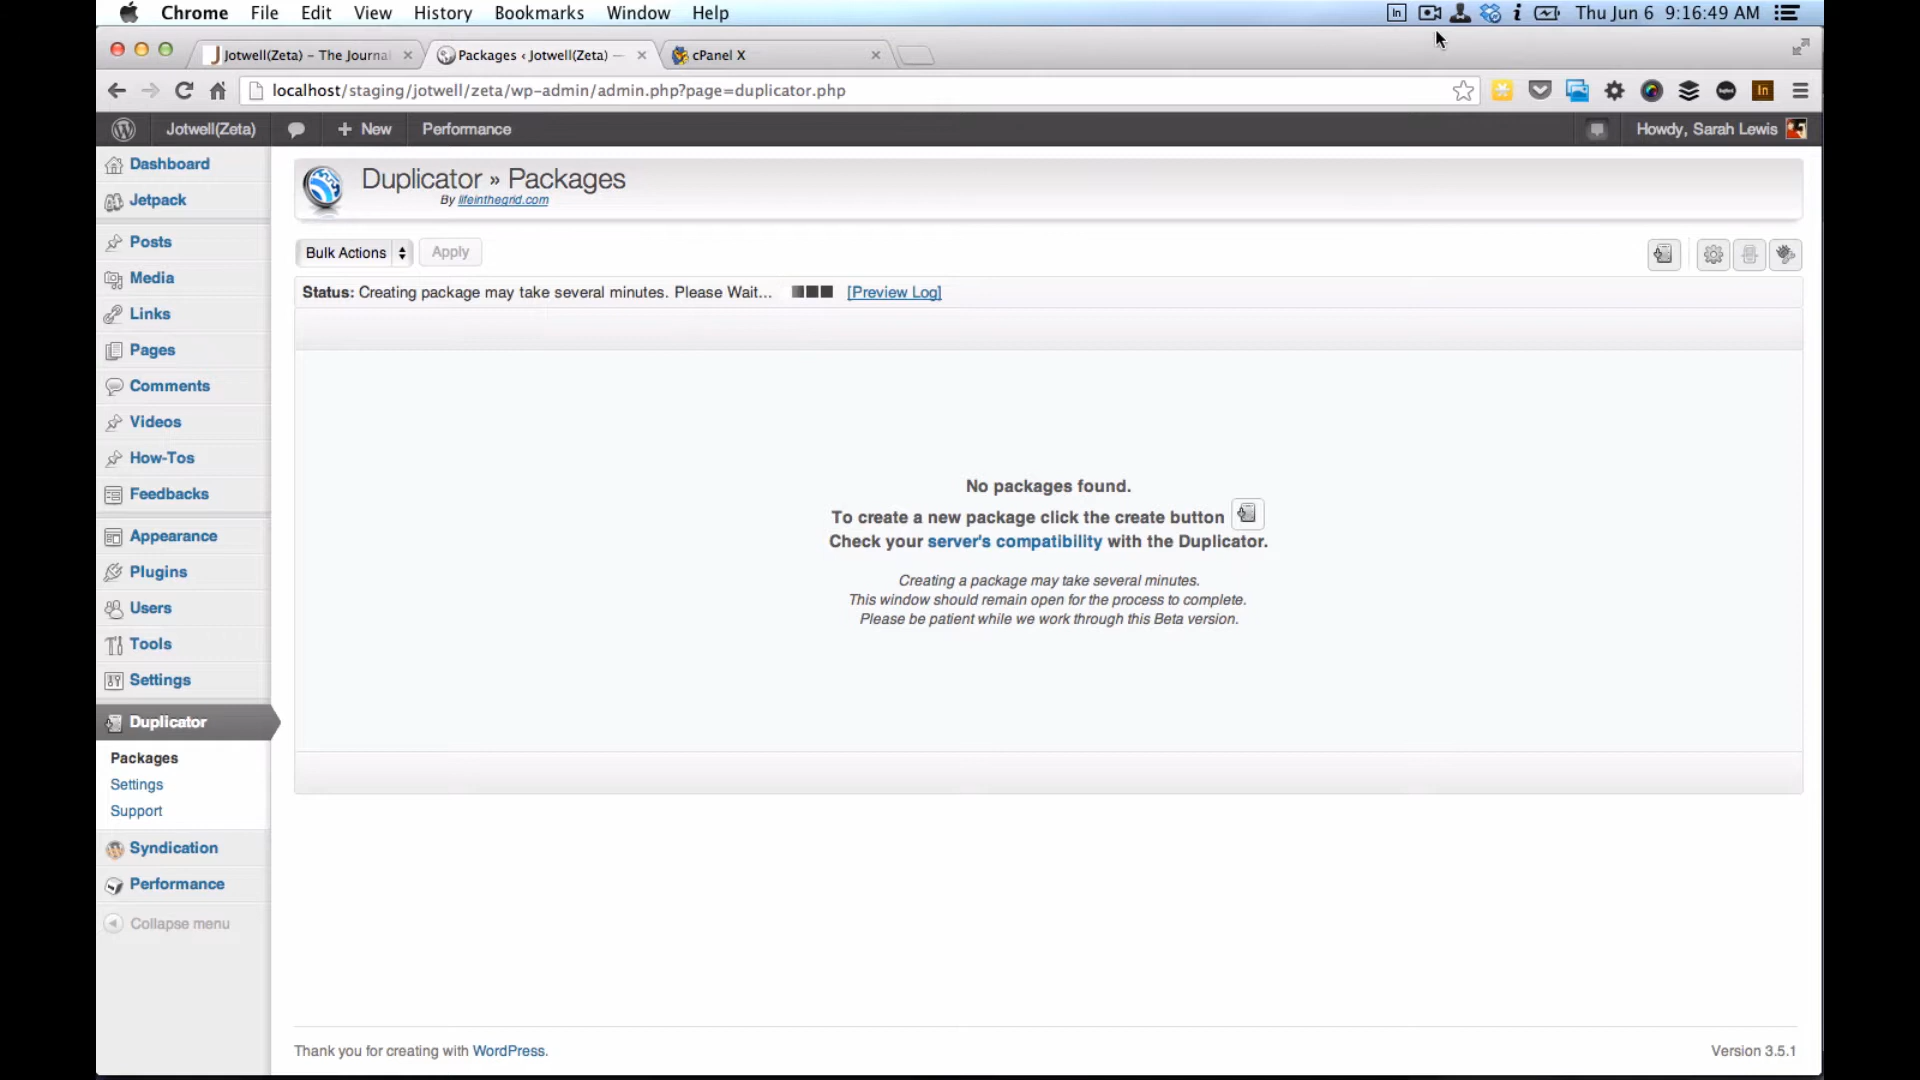 Chrome File Edit View History Bookmarks Window Help In Thu Jun 6 9:16:49 AM
Jotwell(Zeta) – The Journal Packages ‹ Jotwell(Zeta) — cPanel X
localhost/staging/jotwell/zeta/wp-admin/admin.php?page=duplicator.php In
Jotwell(Zeta) + New Performance Howdy, Sarah Lewis
Dashboard
Jetpack
Posts
Media
Links
Pages
Comments
Videos
How-Tos
Feedbacks
Appearance
Plugins
Users
Tools
Settings
Duplicator
Packages
Settings
Support
Syndication
Performance
Collapse menu
Duplicator » Packages
By lifeinthegrid.com
Bulk Actions Apply
Status: Creating package may take several minutes. Please Wait... [Preview Log]
No packages found.
To create a new package click the create button
Check your server's compatibility with the Duplicator.
Creating a package may take several minutes.
This window should remain open for the process to complete.
Please be patient while we work through this Beta version.
Thank you for creating with WordPress. Version 3.5.1